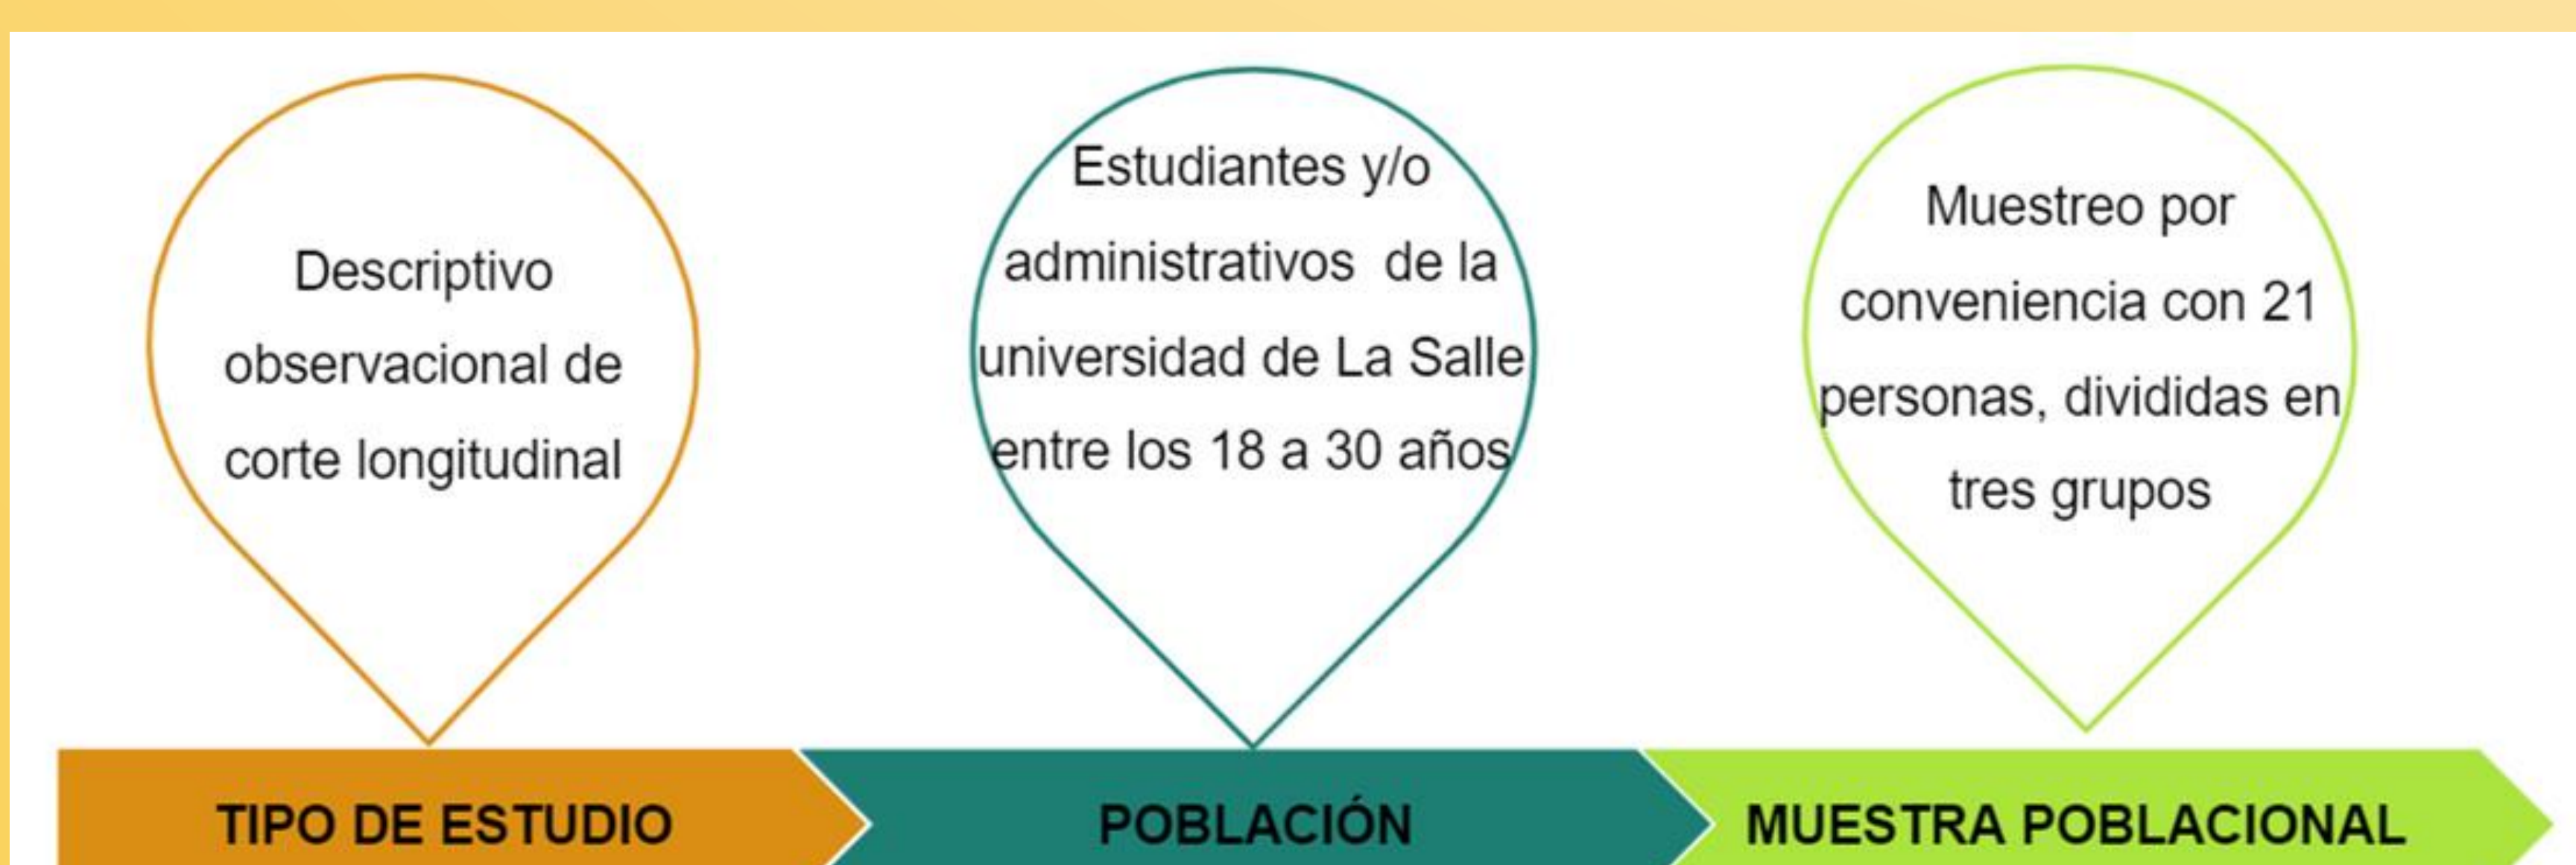 Descriptivo
observacional de
corte longitudinal
TIPO DE ESTUDIO
Estudiantes y/o
administrativos de la
universidad de La Salle
entre los 18 a 30 años
POBLACIÓN
Muestreo por
conveniencia con 21
personas, divididas en
tres grupos
MUESTRA POBLACIONAL